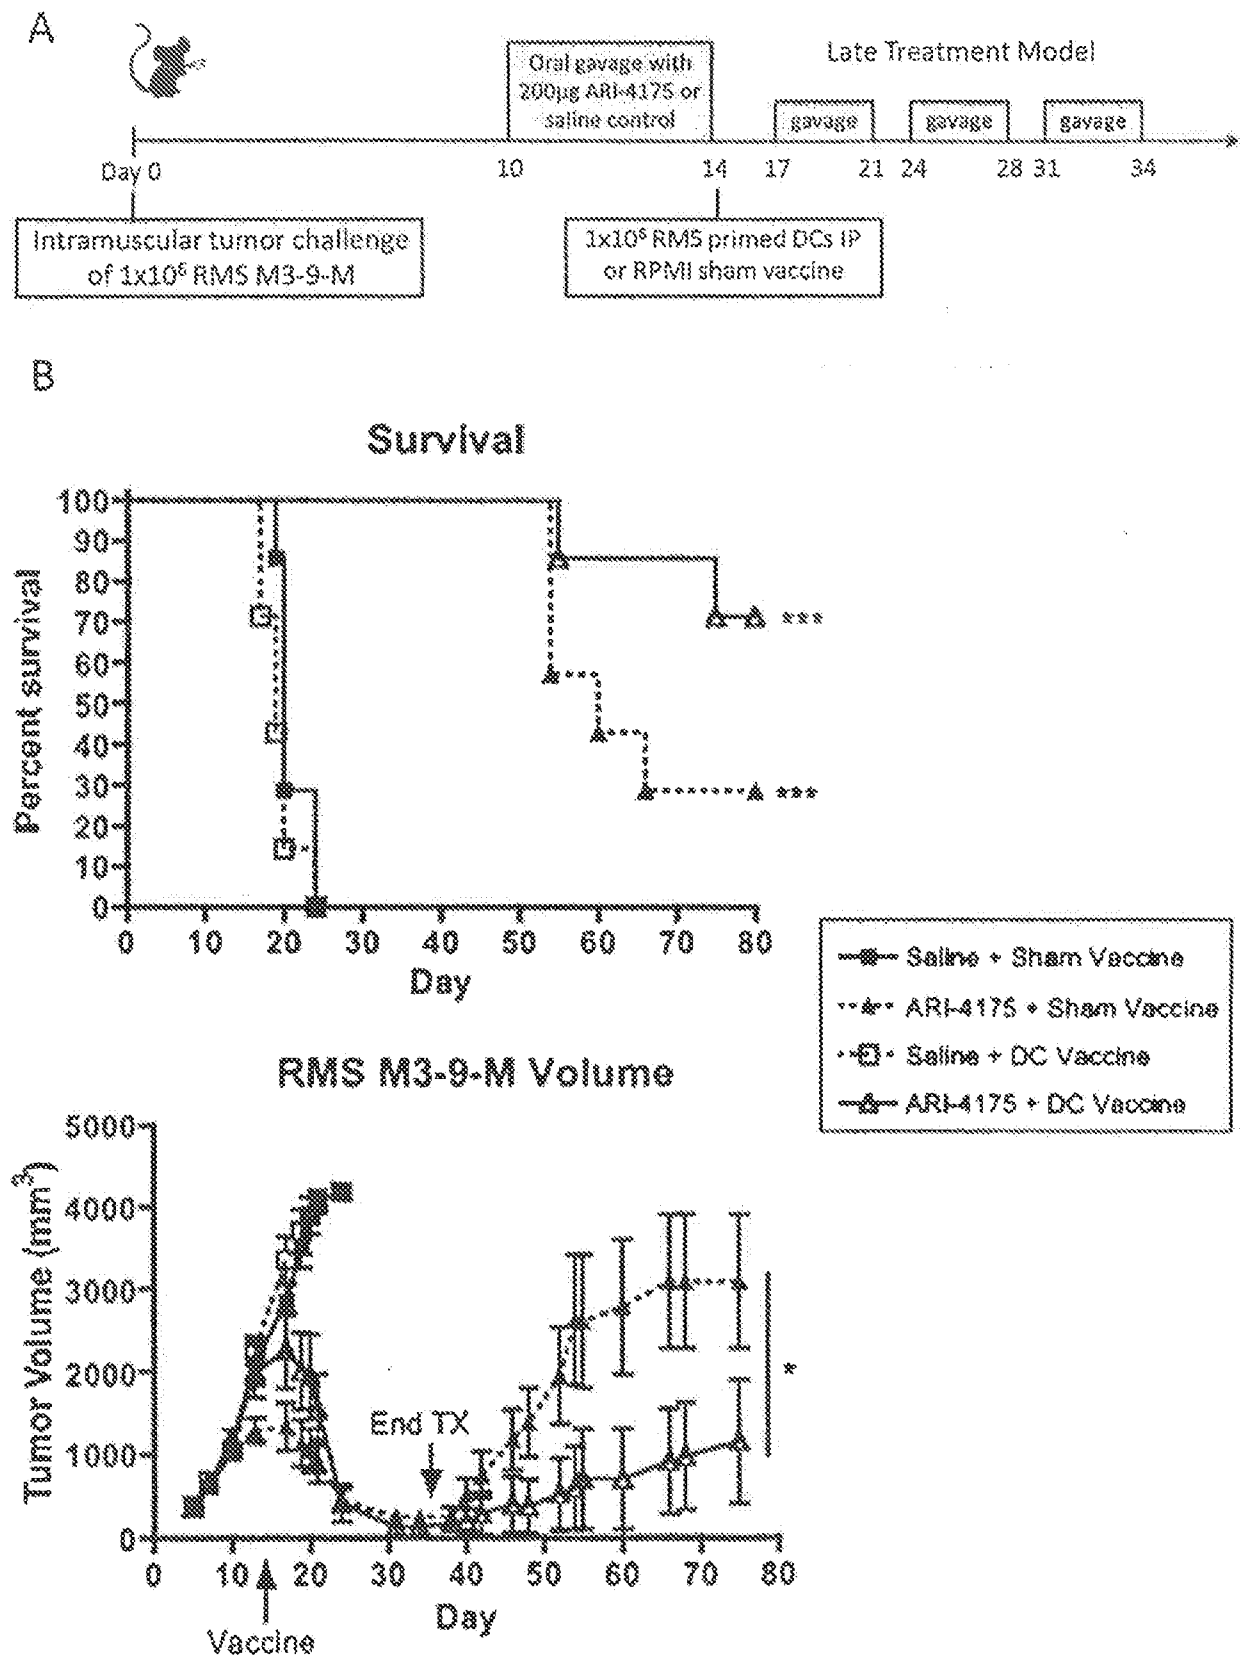 A
Late Treatment Model
Oral gavage with
200µg ARI-4175 or
saline control
gavage gavage gavage
Day 0 10 14 17 21 24 28 31 34
Intramuscular tumor challenge
of 1x10⁶ RMS M3-9-M
1x10⁶ RMS primed DCs IP
or RPMI sham vaccine
B
Survival
Percent survival
100
90
80
70
60
50
40
30
20
10
0
***
***
0 10 20 30 40 50 60 70 80
Day
Saline + Sham Vaccine
ARI-4175 + Sham Vaccine
Saline + DC Vaccine
ARI-4175 + DC Vaccine
RMS M3-9-M Volume
Tumor Volume (mm³)
5000
4000
3000
2000
1000
0
End TX
*
0 10 20 30 40 50 60 70 80
Day
Vaccine